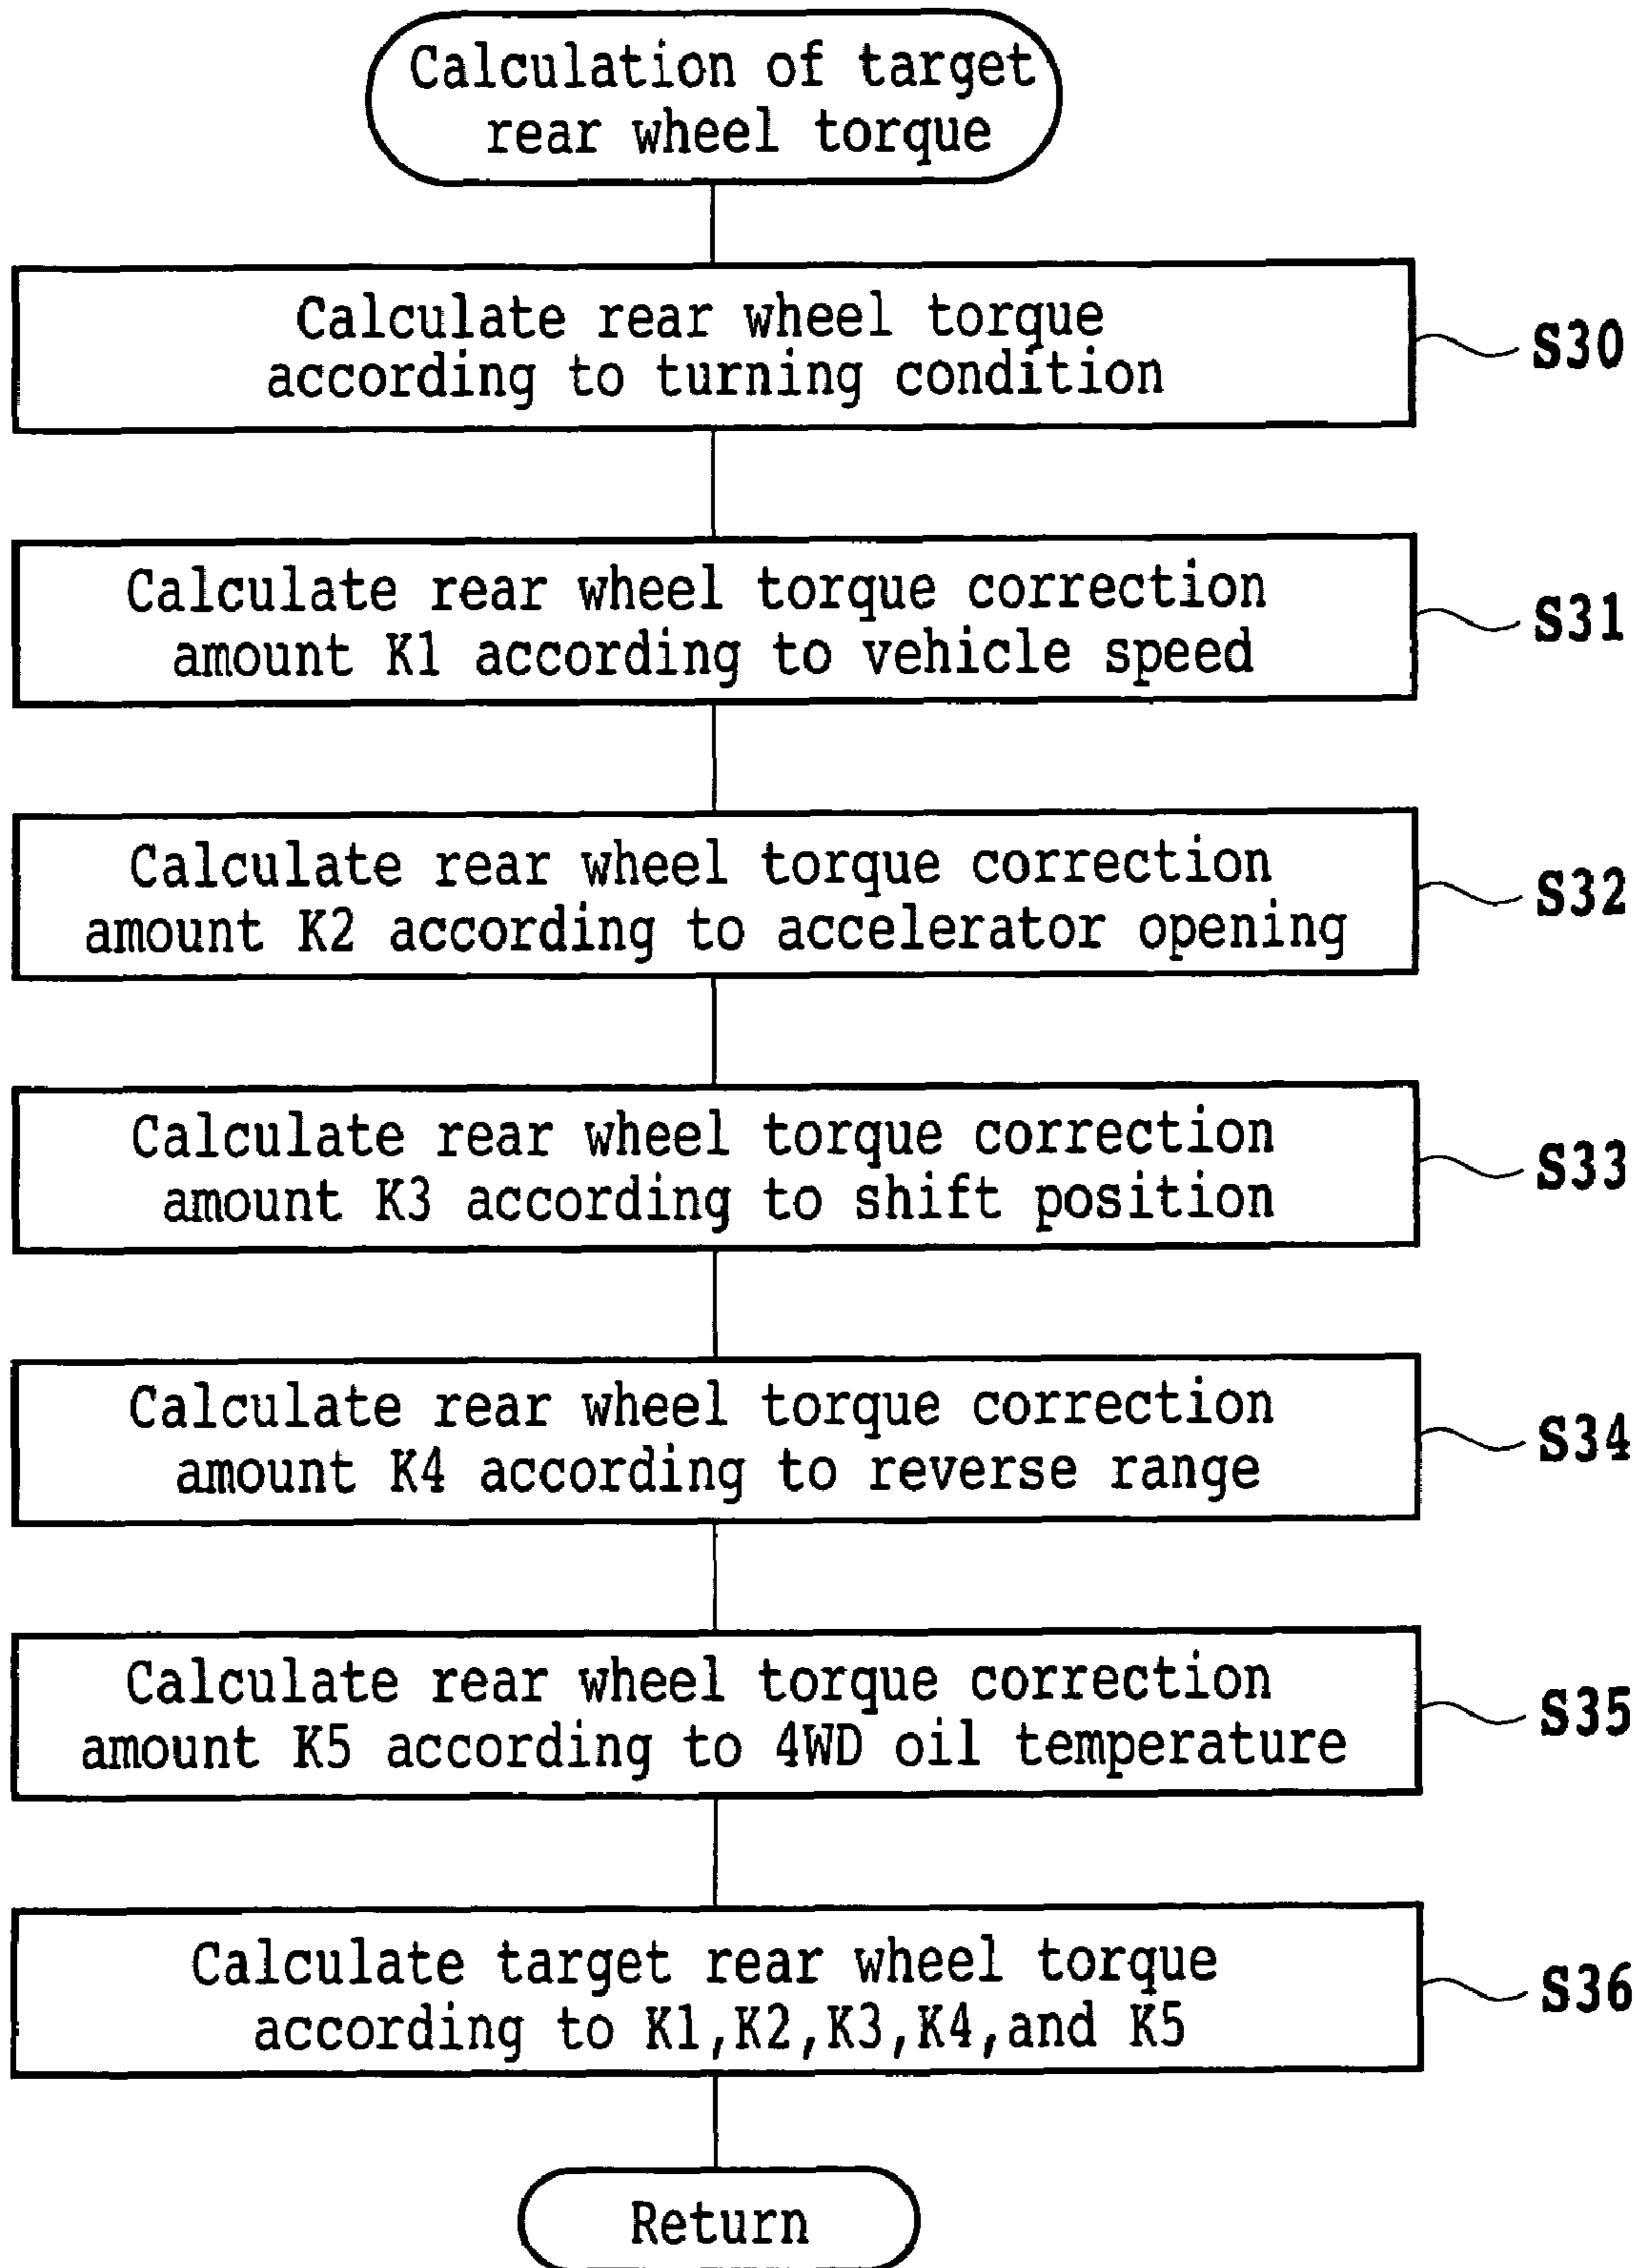 Calculation of target
rear wheel torque
Calculate rear wheel torque
according to turning condition
S30
Calculate rear wheel torque correction
amount K1 according to vehicle speed
S31
Calculate rear wheel torque correction
amount K2 according to accelerator opening
S32
Calculate rear wheel torque correction
amount K3 according to shift position
S33
Calculate rear wheel torque correction
amount K4 according to reverse range
S34
Calculate rear wheel torque correction
amount K5 according to 4WD oil temperature
S35
Calculate target rear wheel torque
according to K1,K2,K3,K4,and K5
S36
Return